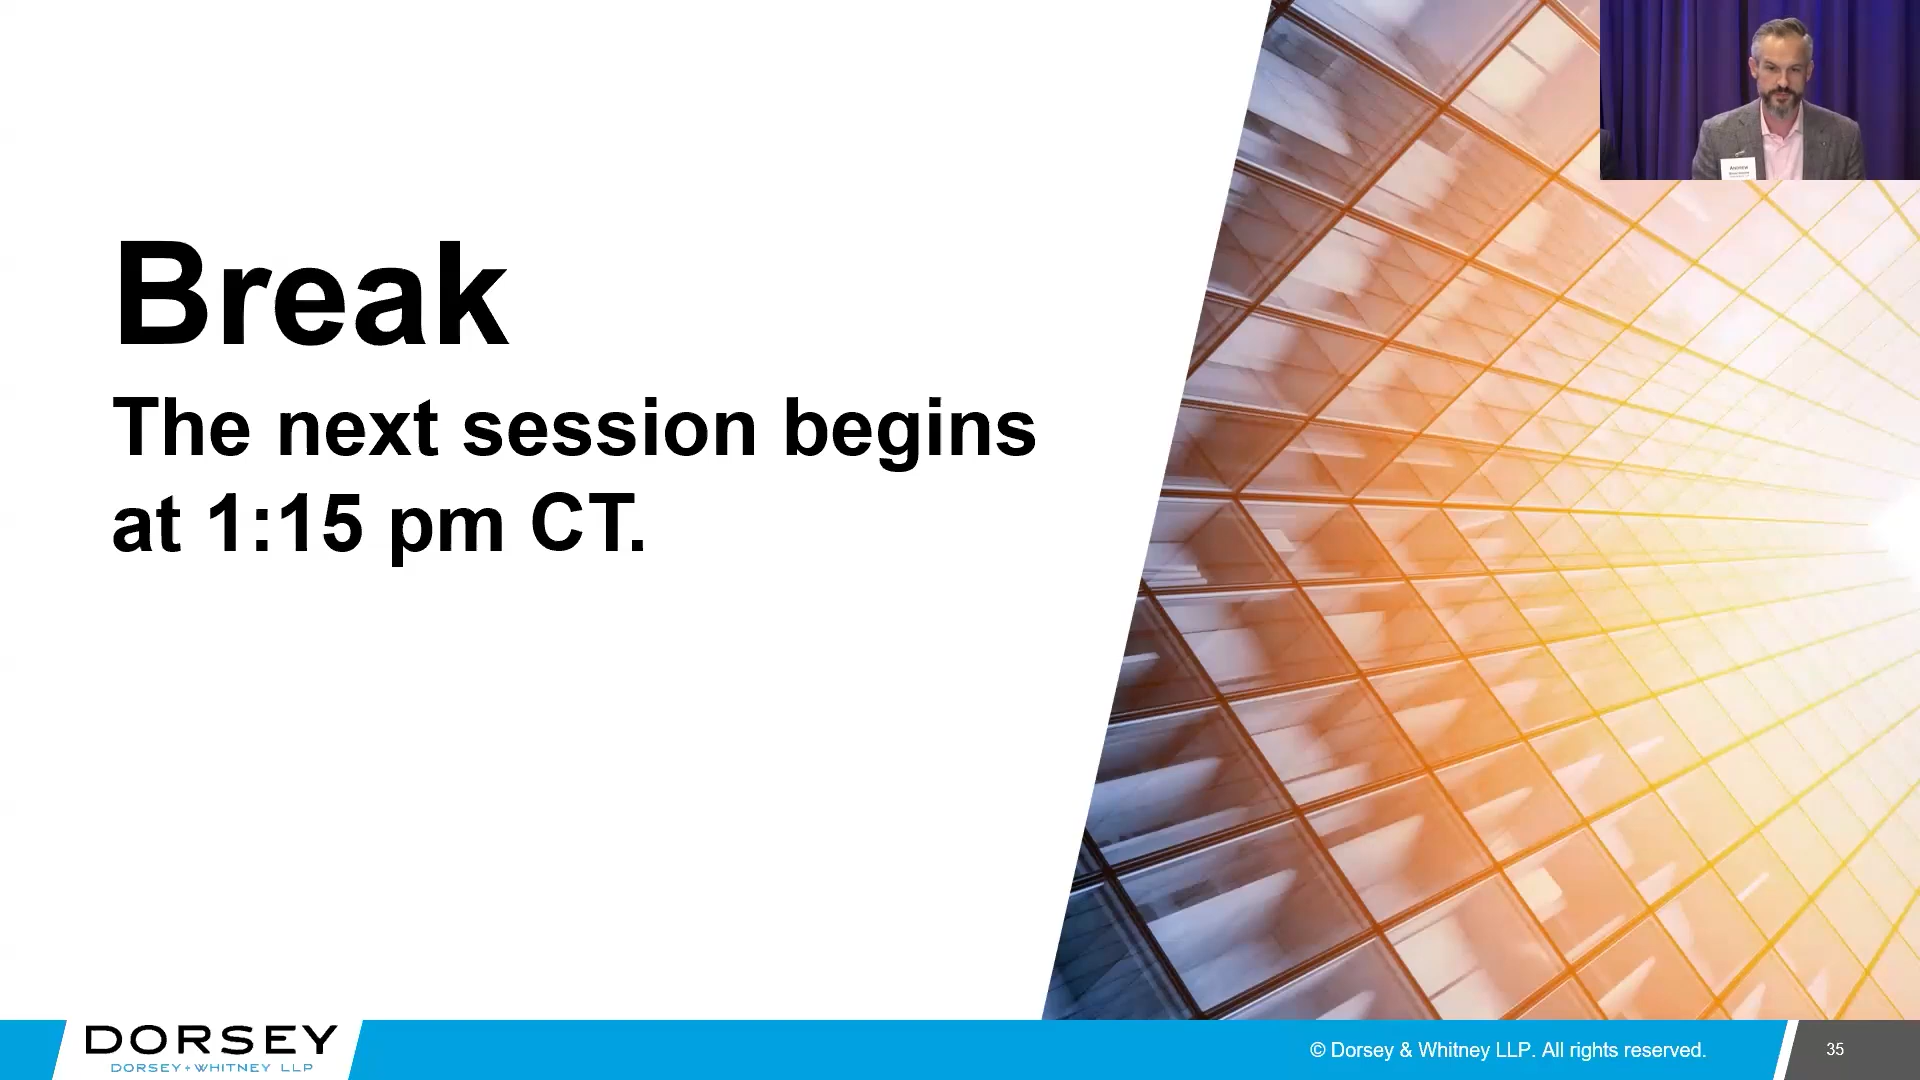 Break
The next session begins
at 1:15 pm CT.
DORSEY
DORSEY + WHITNEY LLP
© Dorsey & Whitney LLP. All rights reserved.
35